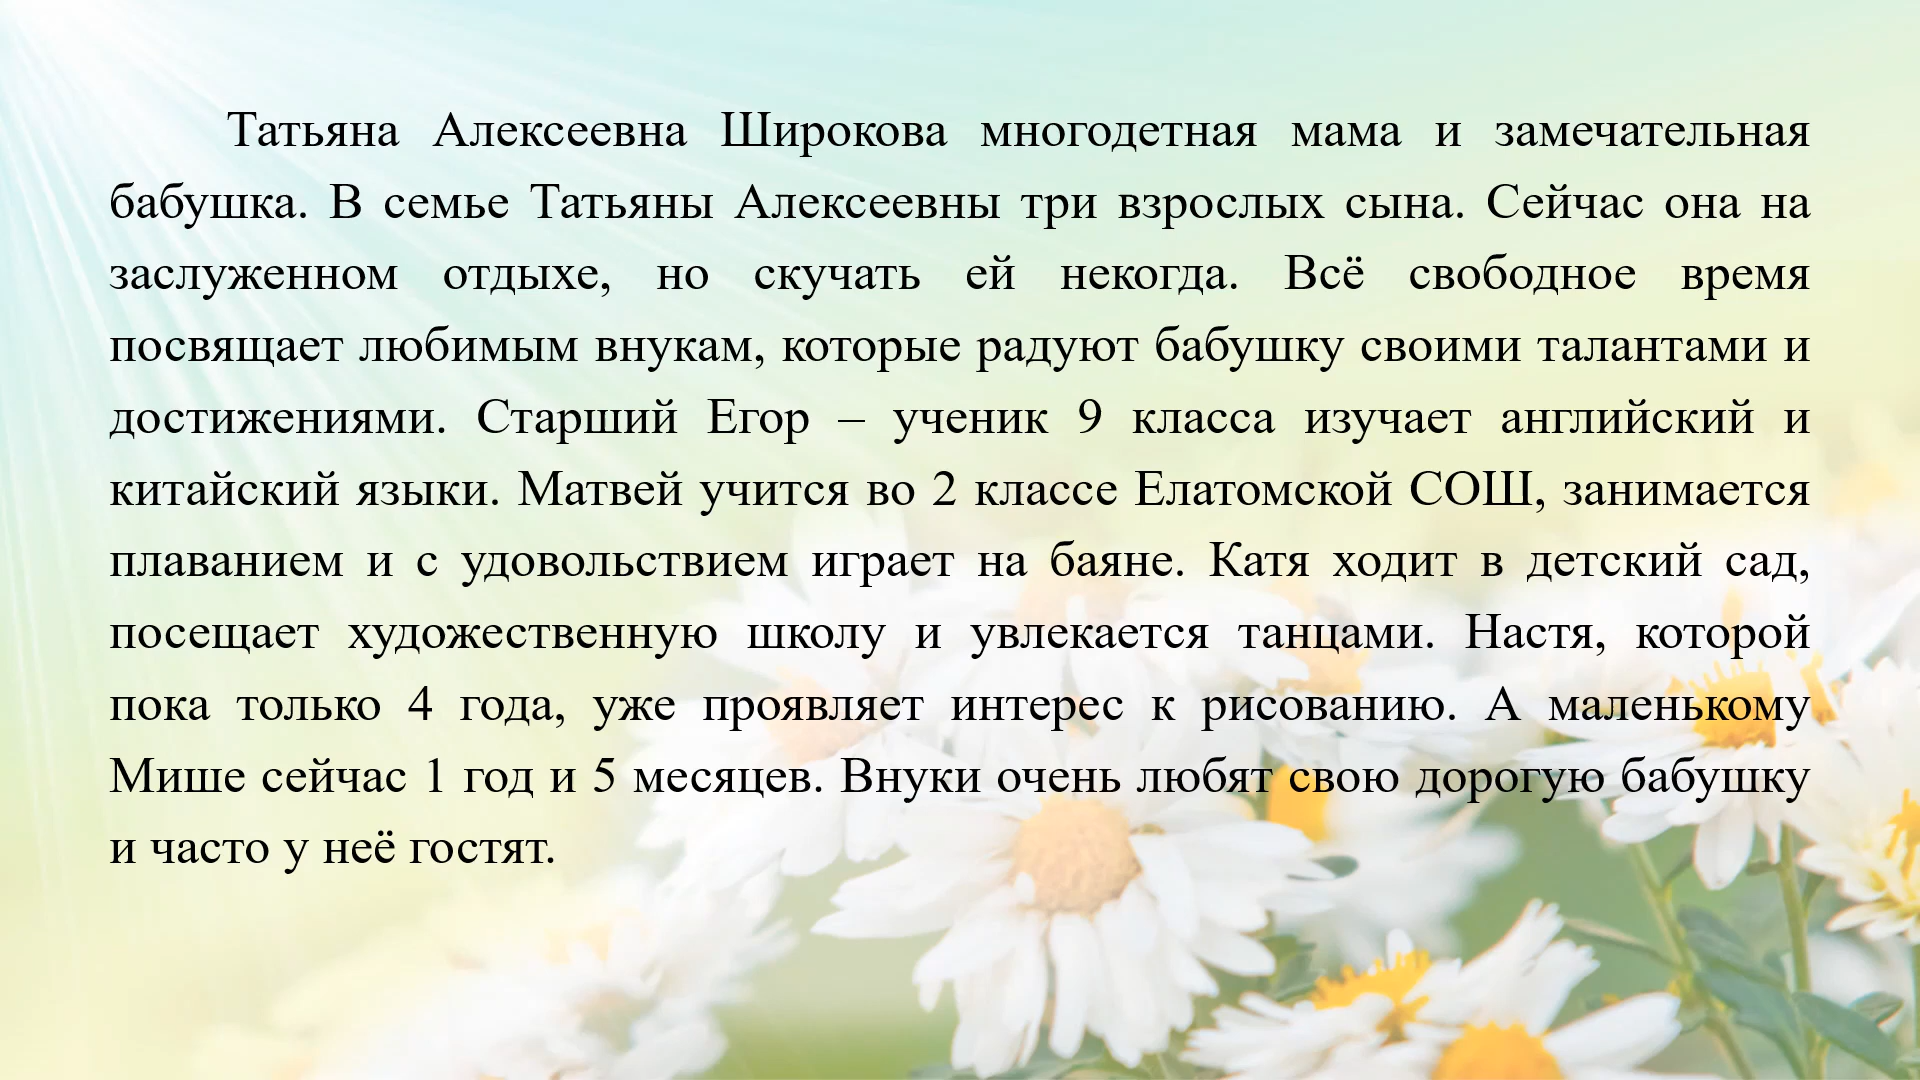 Татьяна Алексеевна Широкова многодетная мама и замечательная
бабушка. В семье Татьяны Алексеевны три взрослых сына. Сейчас она на
заслуженном отдыхе, но скучать ей некогда. Всё свободное время
посвящает любимым внукам, которые радуют бабушку своими талантами и
достижениями. Старший Егор – ученик 9 класса изучает английский и
китайский языки. Матвей учится во 2 классе Елатомской СОШ, занимается
плаванием и с удовольствием играет на баяне. Катя ходит в детский сад,
посещает художественную школу и увлекается танцами. Настя, которой
пока только 4 года, уже проявляет интерес к рисованию. А маленькому
Мише сейчас 1 год и 5 месяцев. Внуки очень любят свою дорогую бабушку
и часто у неё гостят.